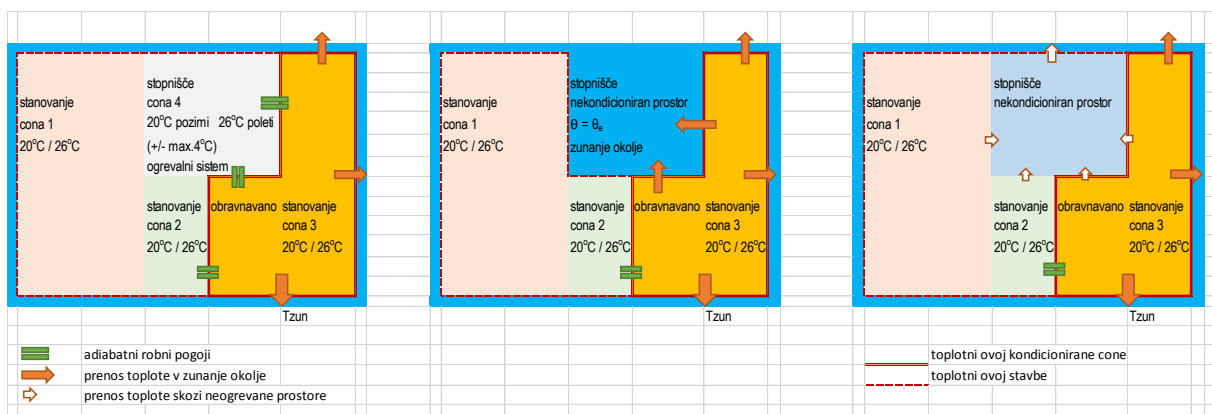 stopnišče
cona 4
20°C pozimi 26°C poleti
(+/- max.4°C)
ogrevalni sistem
stanovanje
cona 1
20°C / 26°C
stanovanje
cona 2
20°C / 26°C
obravnavano stanovanje
cona 3
20°C / 26°C
Tzun
stopnišče
nekondicioniran prostor
θ = θe
zunanje okolje
stanovanje
cona 1
20°C / 26°C
stanovanje
cona 2
20°C / 26°C
obravnavano stanovanje
cona 3
20°C / 26°C
Tzun
stopnišče
nekondicioniran prostor
stanovanje
cona 1
20°C / 26°C
stanovanje
cona 2
20°C / 26°C
obravnavano stanovanje
cona 3
20°C / 26°C
Tzun
adiabatni robni pogoji
prenos toplote v zunanje okolje
prenos toplote skozi neogrevane prostore
toplotni ovoj kondicionirane cone
toplotni ovoj stavbe